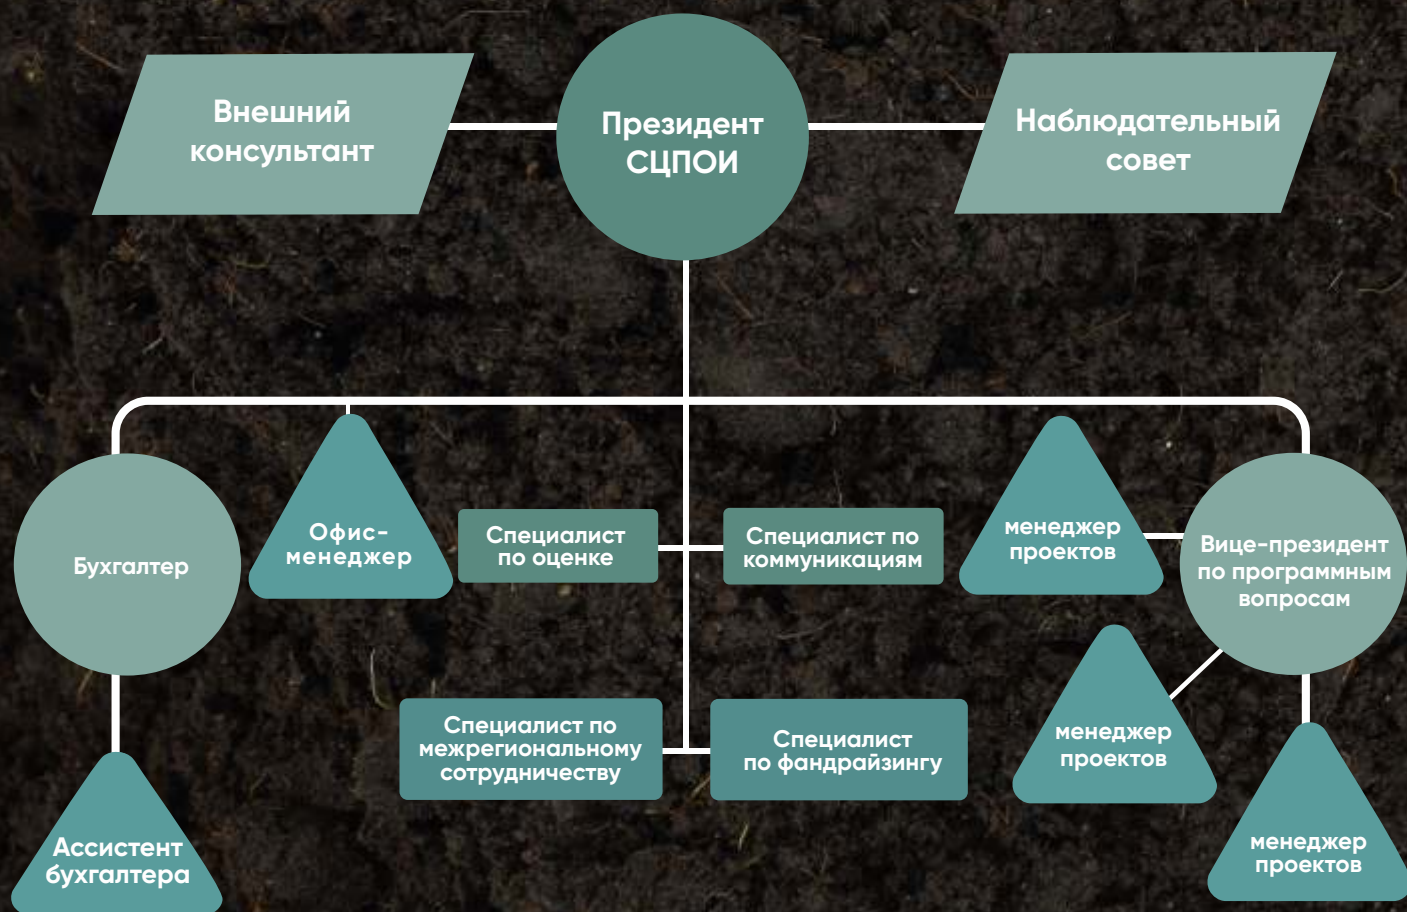 Внешний
консультант
Президент
СЦПОИ
Наблюдательный
совет
Бухгалтер
Офис-
менеджер
Специалист
по оценке
Специалист по
коммуникациям
менеджер
проектов
Вице-президент
по программным
вопросам
Специалист по
межрегиональному
сотрудничеству
Специалист
по фандрайзингу
менеджер
проектов
Ассистент
бухгалтера
менеджер
проектов